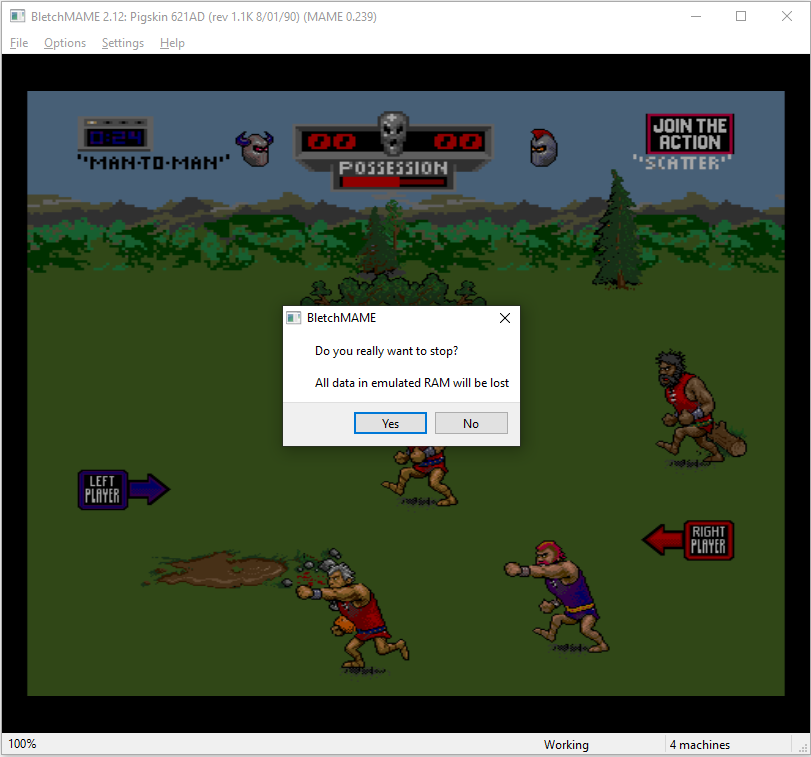 BletchMAME 2.12: Pigskin 621AD (rev 1.1K 8/01/90) (MAME 0.239)
File Options Settings Help
0:24
"MAN-TO-MAN"
00 00
POSSESSION
JOIN THE
ACTION
"SCATTER"
BletchMAME
Do you really want to stop?
All data in emulated RAM will be lost
Yes No
LEFT
PLAYER
RIGHT
PLAYER
100% Working 4 machines